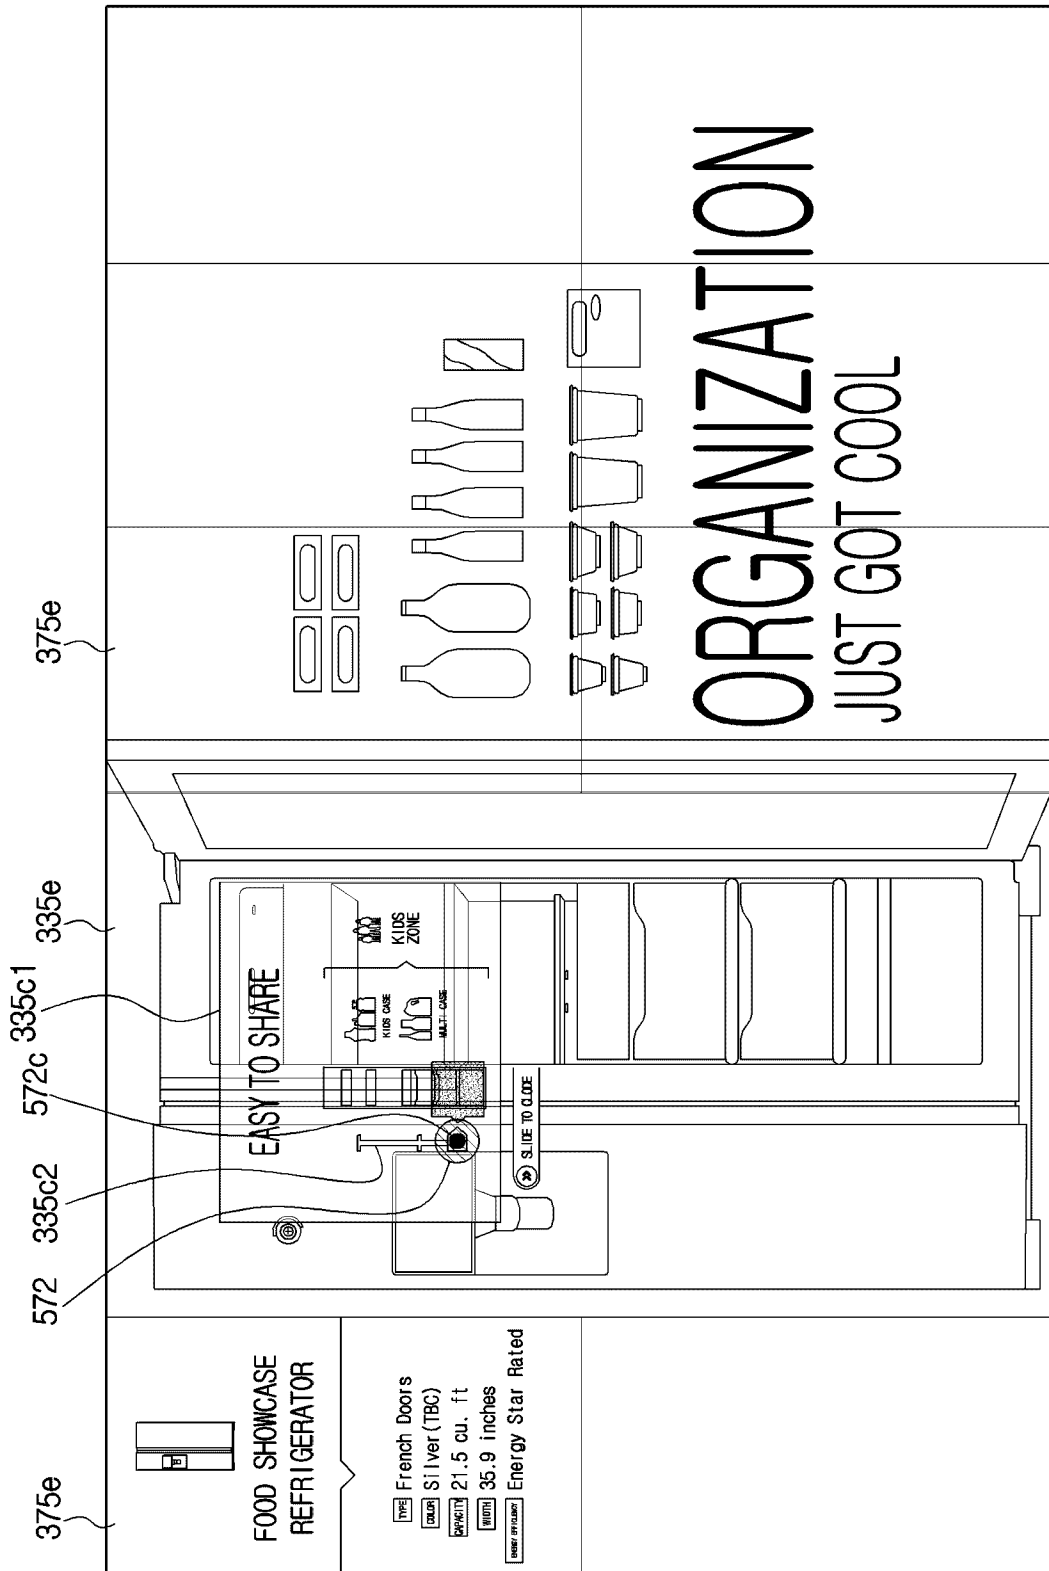 375e
572
335c2
572c
335c1
335e
375e
FOOD SHOWCASE
REFRIGERATOR
TYPE French Doors
COLOR Silver(TBC)
CAPACITY 21.5 cu. ft
WIDTH 35.9 inches
ENERGY EFFICIENCY Energy Star Rated
EASY TO SHARE
KIDS CASE
MULTI CASE
KIDS
ZONE
SLIDE TO CLODE
ORGANIZATION
JUST GOT COOL